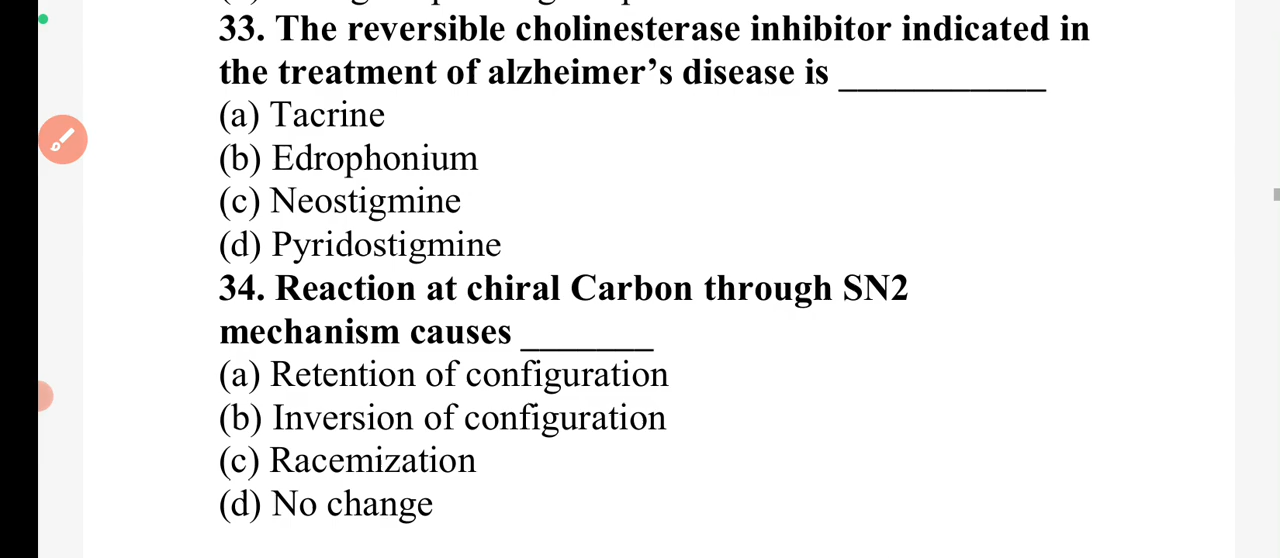 33. The reversible cholinesterase inhibitor indicated in
the treatment of alzheimer’s disease is ___________
(a) Tacrine
(b) Edrophonium
(c) Neostigmine
(d) Pyridostigmine
34. Reaction at chiral Carbon through SN2
mechanism causes _______
(a) Retention of configuration
(b) Inversion of configuration
(c) Racemization
(d) No change